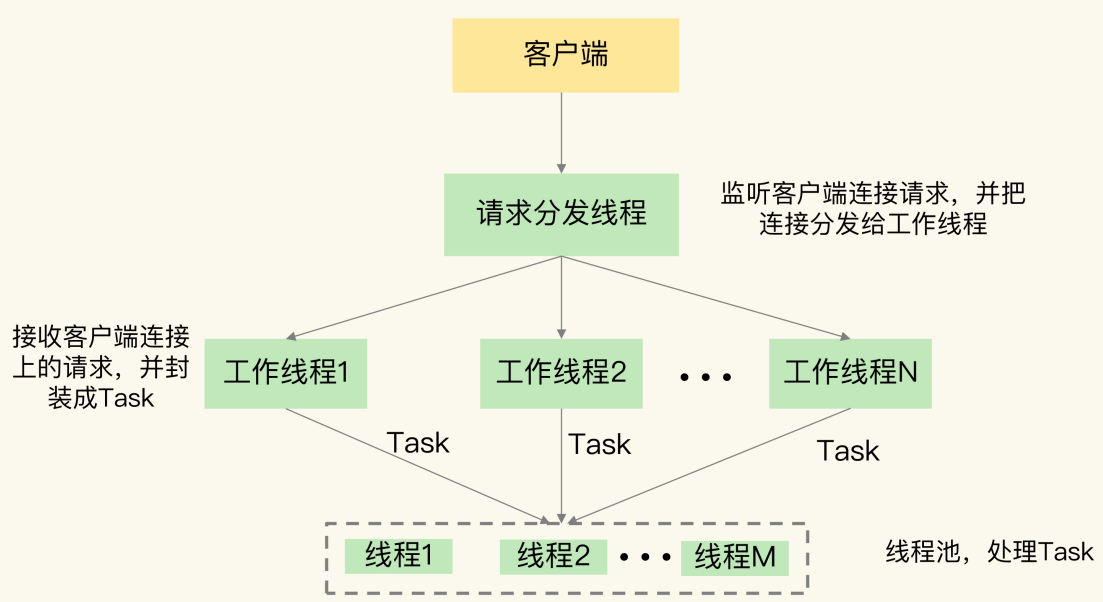 客户端
请求分发线程
监听客户端连接请求，并把
连接分发给工作线程
接收客户端连接
上的请求，并封
装成Task
工作线程1
工作线程2
•••
工作线程N
Task
Task
Task
线程1
线程2
•••
线程M
线程池，处理Task